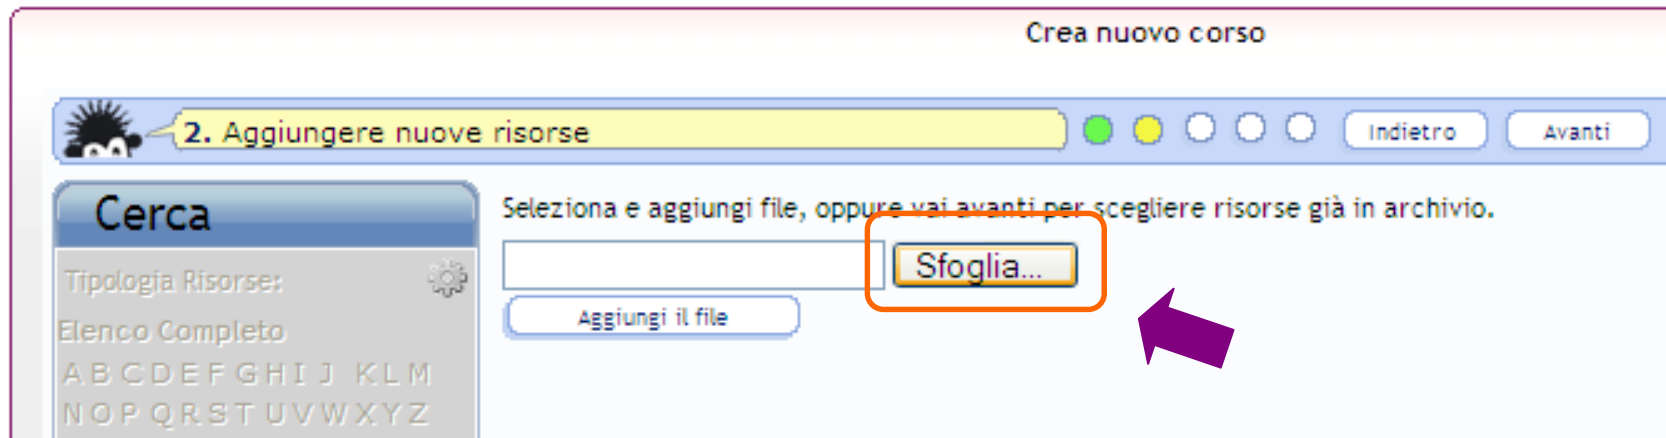 Crea nuovo corso
2. Aggiungere nuove risorse
Indietro
Avanti
Cerca
Seleziona e aggiungi file, oppure vai avanti per scegliere risorse già in archivio.
Sfoglia...
Tipologia Risorse:
Aggiungi il file
Elenco Completo
A B C D E F G H I J K L M
N O P Q R S T U V W X Y Z